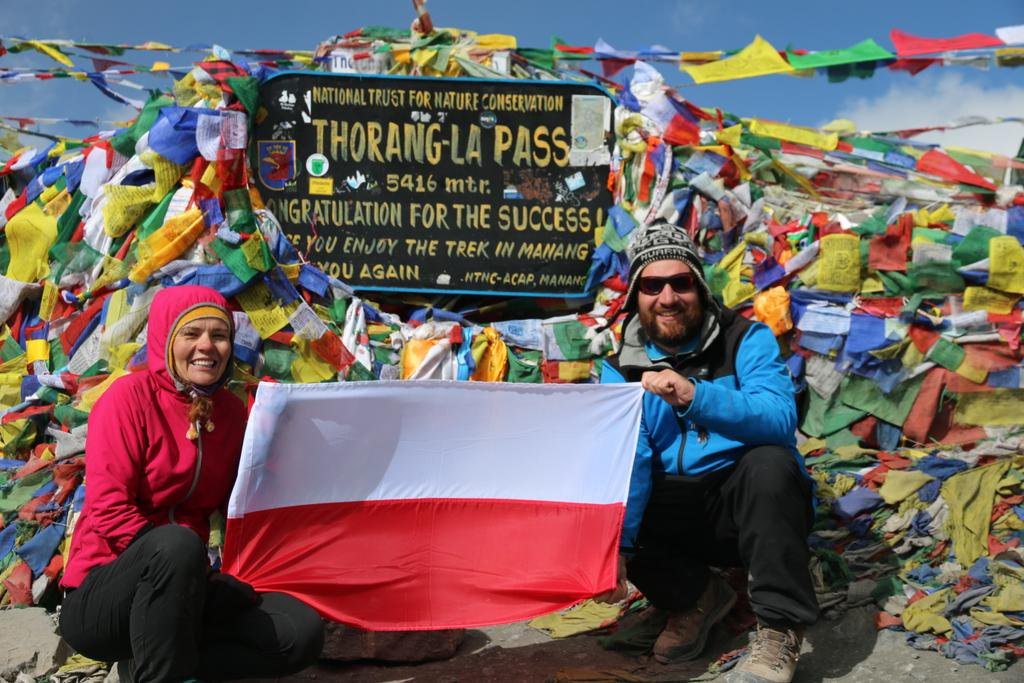 NATIONAL TRUST FOR NATURE CONSERVATION
THORANG-LA PASS
5416 mtr.
ONGRATULATION FOR THE SUCCESS!
E YOU ENJOY THE TREK IN MANANG
YOU AGAIN
.NTNC-ACAP, MANANG